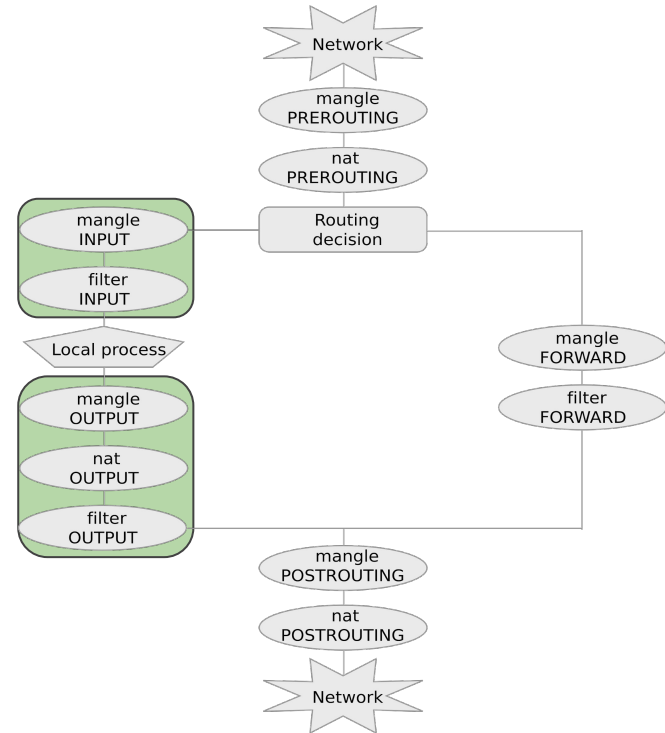 Network
mangle
PREROUTING
nat
PREROUTING
Routing
decision
mangle
INPUT
filter
INPUT
Local process
mangle
OUTPUT
nat
OUTPUT
filter
OUTPUT
mangle
FORWARD
filter
FORWARD
mangle
POSTROUTING
nat
POSTROUTING
Network